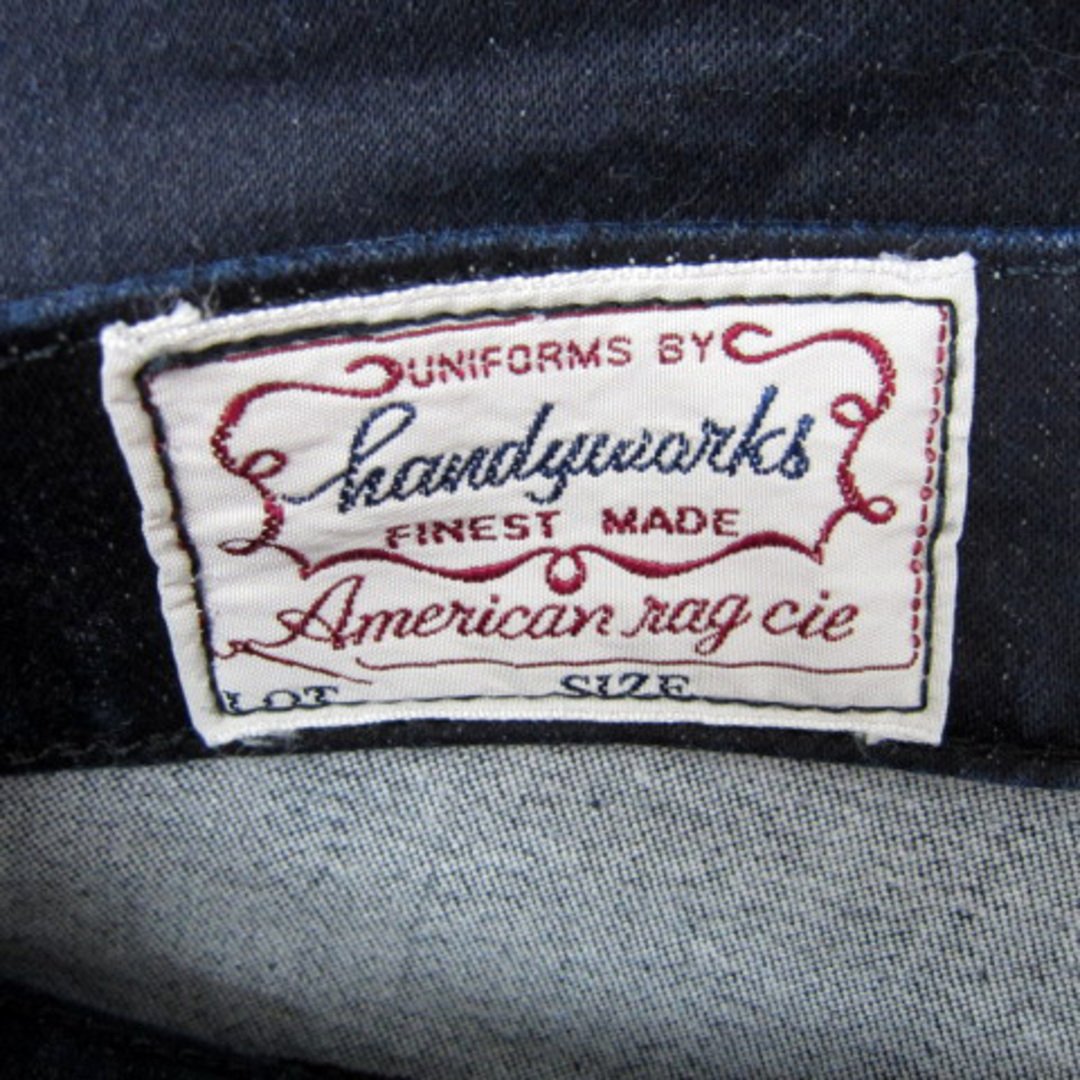 UNIFORMS BY
handyworks
FINEST MADE
American rag cie
LOT SIZE